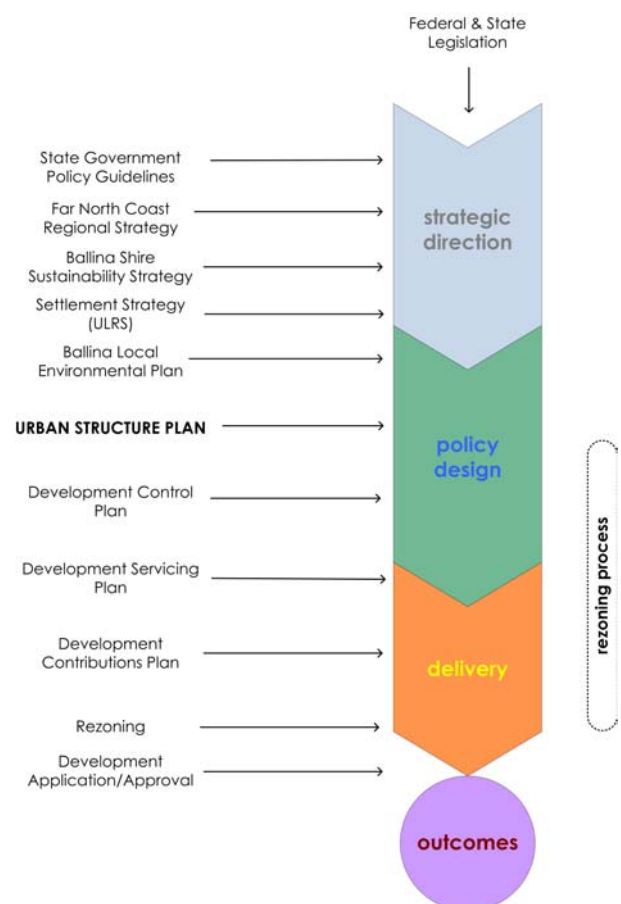 Federal & State
Legislation
State Government
Policy Guidelines
Far North Coast
Regional Strategy
strategic
direction
Ballina Shire
Sustainability Strategy
Settlement Strategy
(ULRS)
Ballina Local
Environmental Plan
URBAN STRUCTURE PLAN
policy
design
Development Control
Plan
Development Servicing
Plan
rezoning process
Development
Contributions Plan
delivery
Rezoning
Development
Application/Approval
outcomes